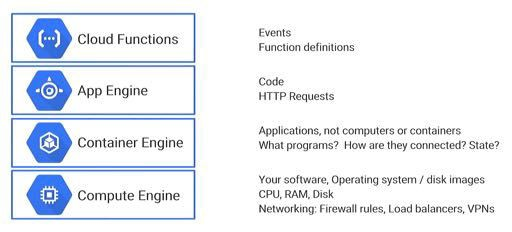 Cloud Functions
Events
Function definitions
App Engine
Code
HTTP Requests
Container Engine
Applications, not computers or containers
What programs?  How are they connected? State?
Compute Engine
Your software, Operating system / disk images
CPU, RAM, Disk
Networking: Firewall rules, Load balancers, VPNs